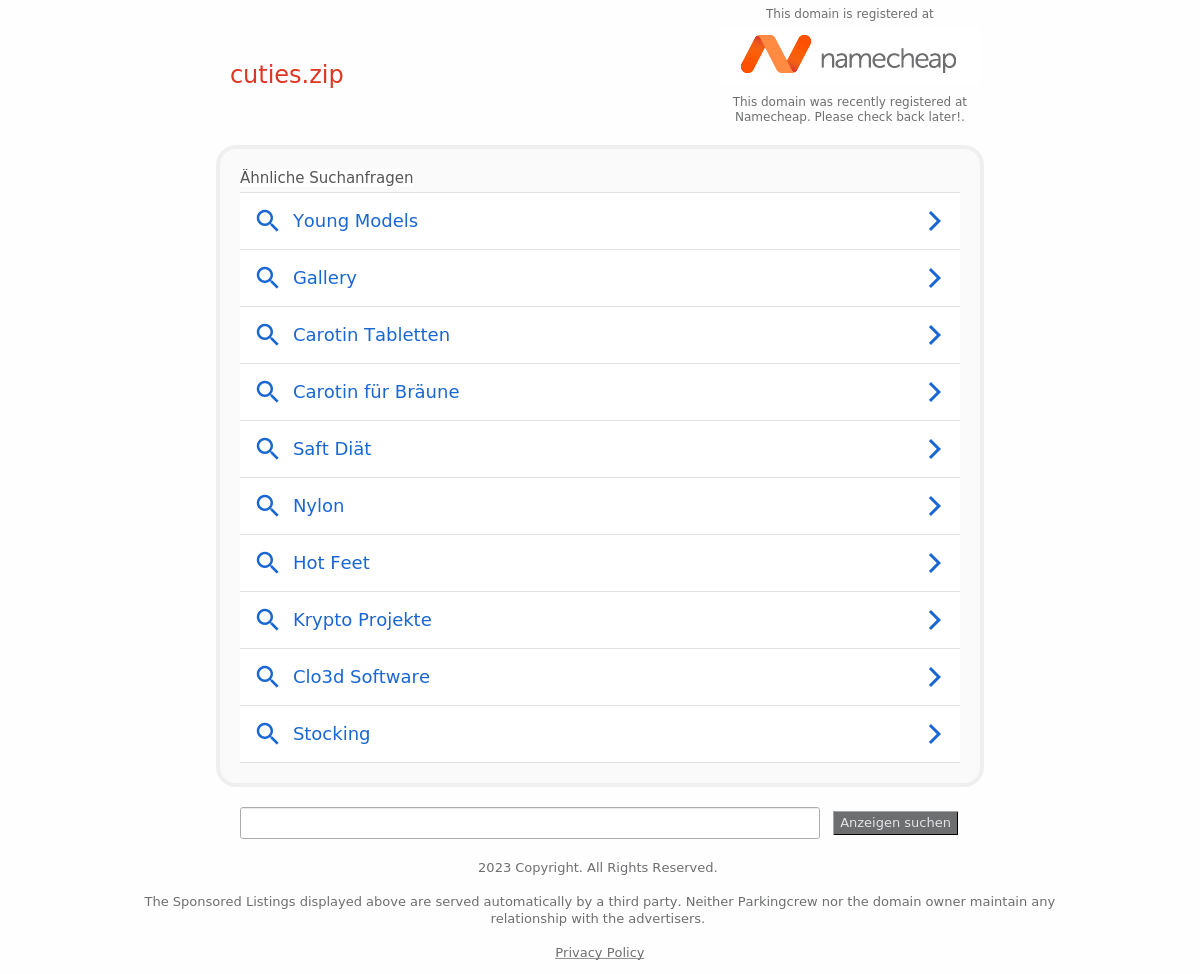 This domain is registered at
namecheap
cuties.zip
This domain was recently registered at
Namecheap. Please check back later!.
Ähnliche Suchanfragen
Young Models
Gallery
Carotin Tabletten
Carotin für Bräune
Saft Diät
Nylon
Hot Feet
Krypto Projekte
Clo3d Software
Stocking
Anzeigen suchen
2023 Copyright. All Rights Reserved.
The Sponsored Listings displayed above are served automatically by a third party. Neither Parkingcrew nor the domain owner maintain any
relationship with the advertisers.
Privacy Policy